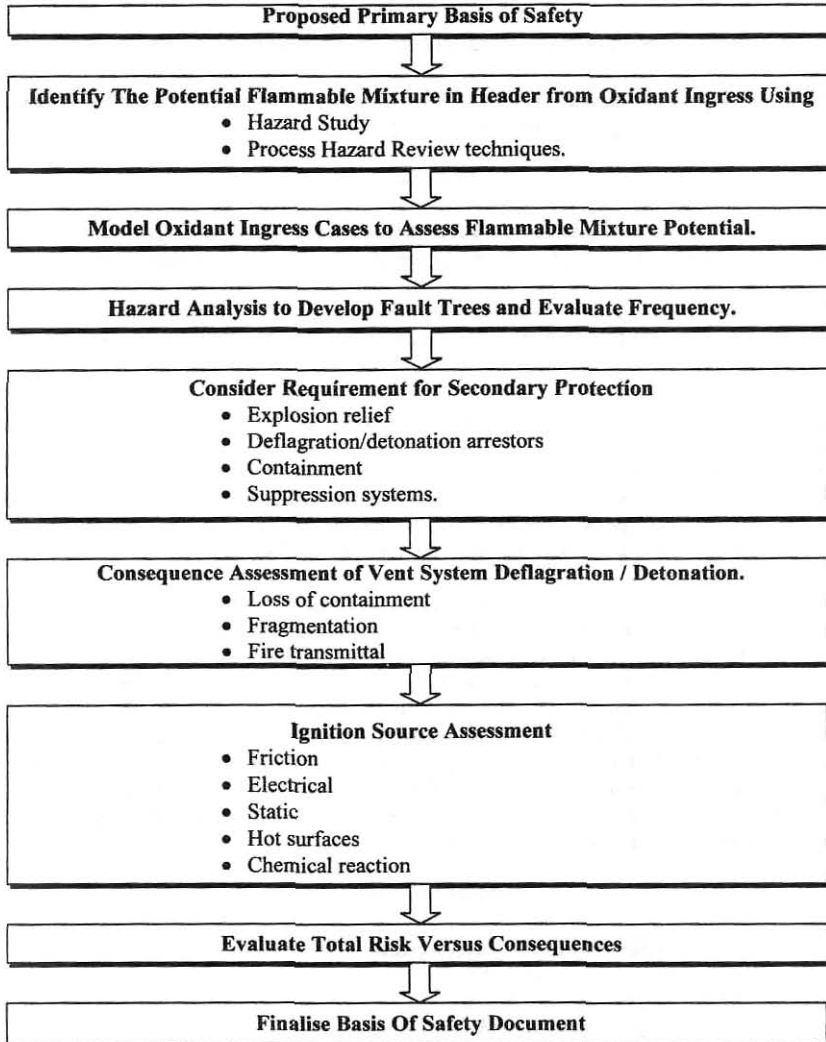 Proposed Primary Basis of Safety
Identify The Potential Flammable Mixture in Header from Oxidant Ingress Using
• Hazard Study
• Process Hazard Review techniques.
Model Oxidant Ingress Cases to Assess Flammable Mixture Potential.
Hazard Analysis to Develop Fault Trees and Evaluate Frequency.
Consider Requirement for Secondary Protection
• Explosion relief
• Deflagration/detonation arrestors
• Containment
• Suppression systems.
Consequence Assessment of Vent System Deflagration / Detonation.
• Loss of containment
• Fragmentation
• Fire transmittal
Ignition Source Assessment
• Friction
• Electrical
• Static
• Hot surfaces
• Chemical reaction
Evaluate Total Risk Versus Consequences
Finalise Basis Of Safety Document